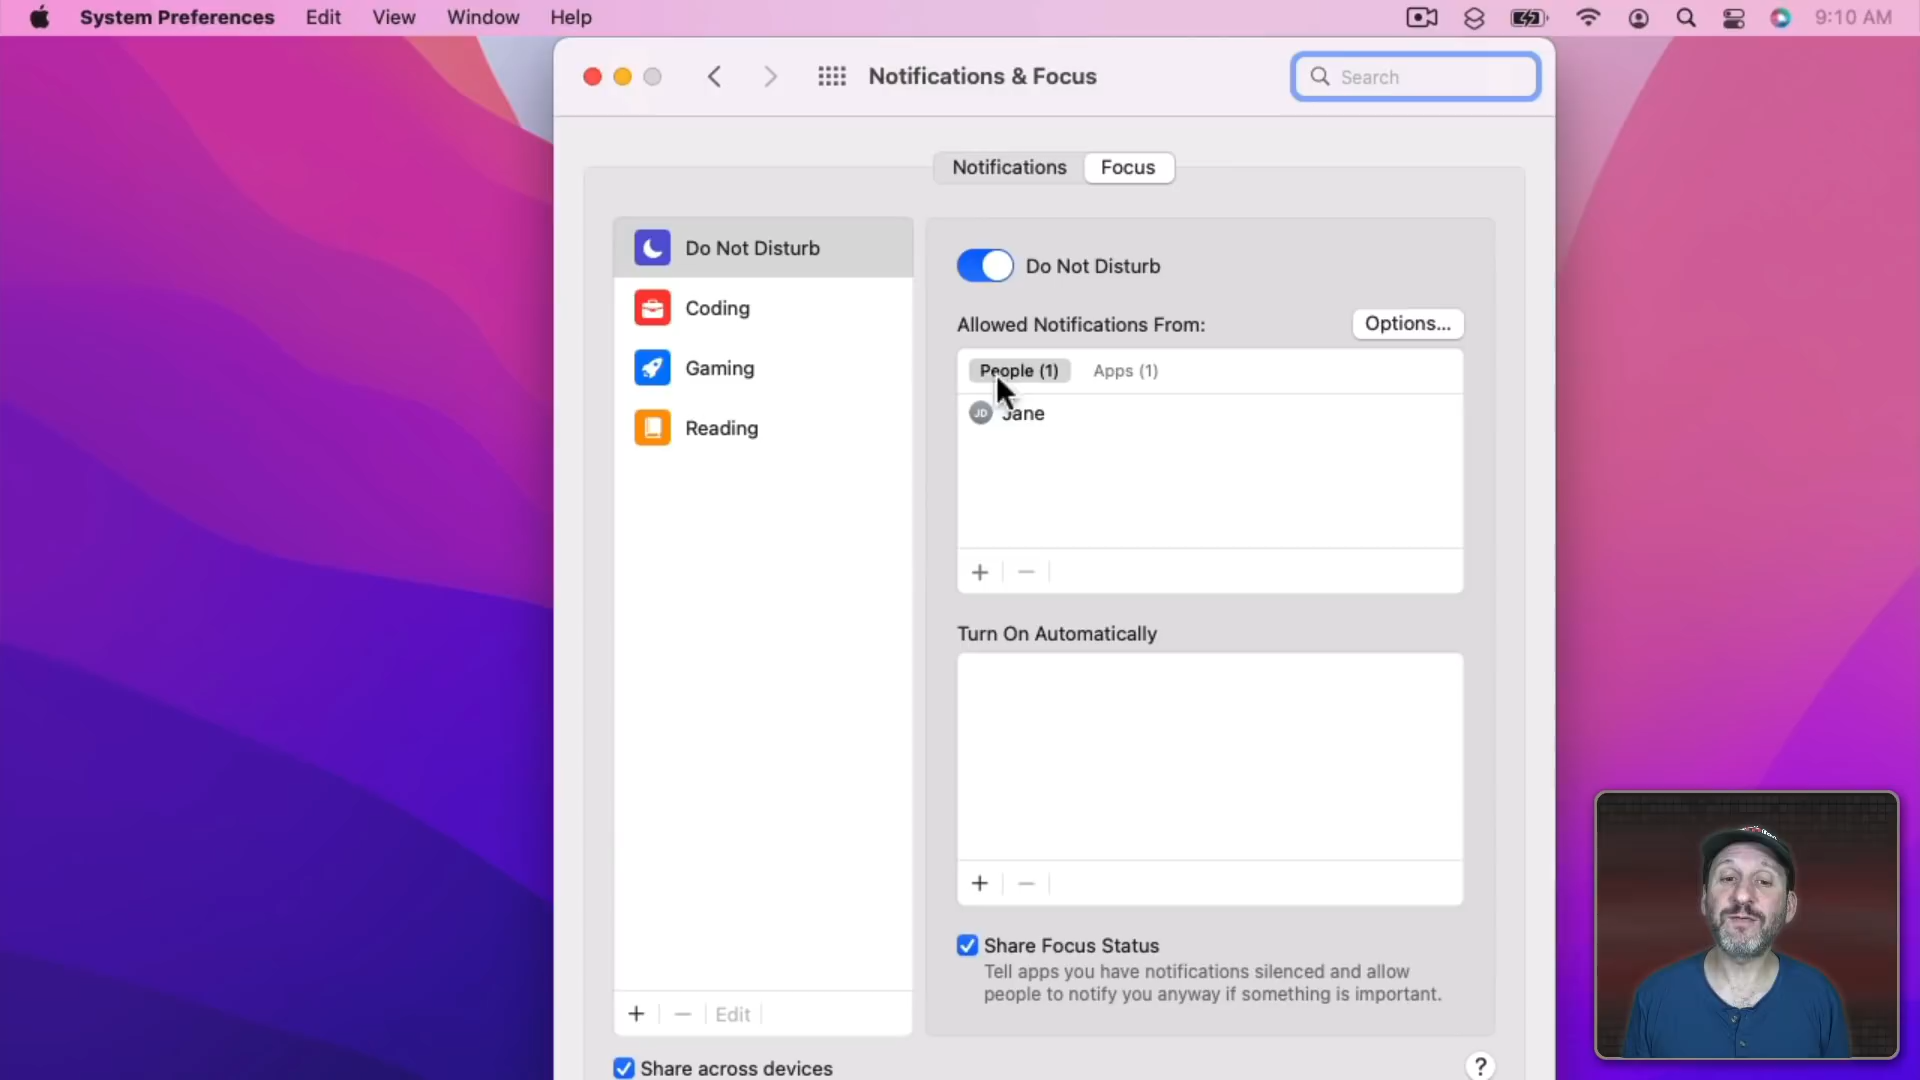 System Preferences Edit View Window Help 9:10 AM
Notifications & Focus
Search
Notifications Focus
Do Not Disturb
Coding
Gaming
Reading
+ − Edit
Do Not Disturb
Allowed Notifications From: Options...
People (1) Apps (1)
JD Jane
+ −
Turn On Automatically
+ −
Share Focus Status
Tell apps you have notifications silenced and allow
people to notify you anyway if something is important.
Share across devices ?